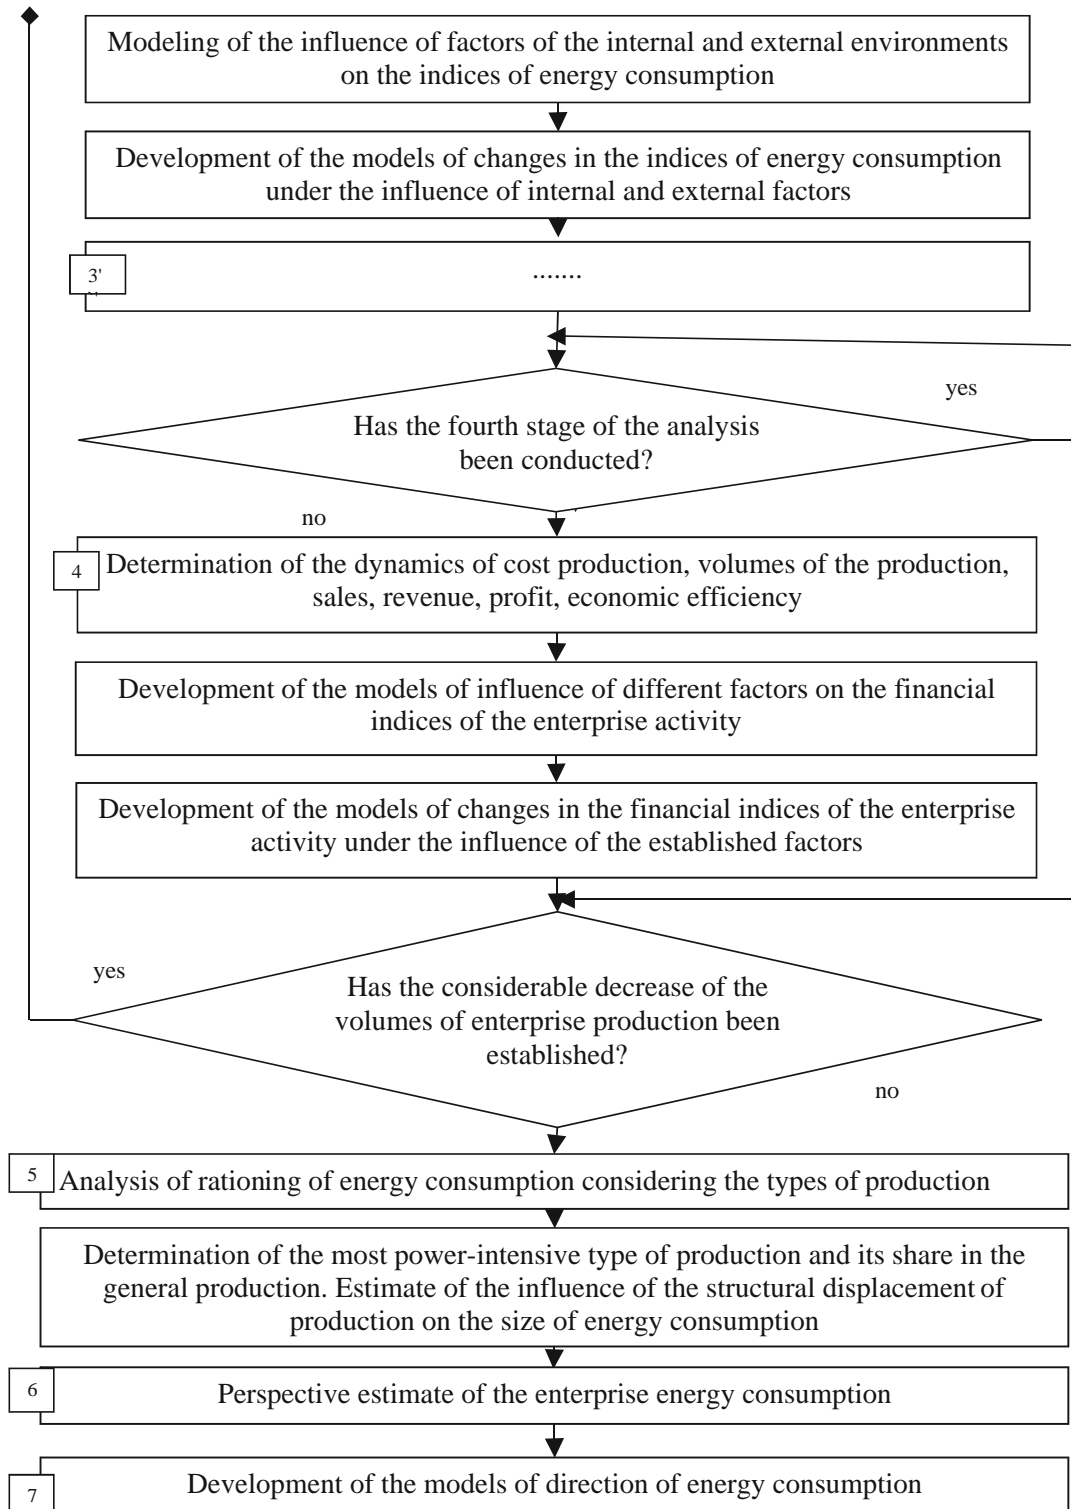 Modeling of the influence of factors of the internal and external environments
on the indices of energy consumption
Development of the models of changes in the indices of energy consumption
under the influence of internal and external factors
3'
.......
yes
Has the fourth stage of the analysis
been conducted?
no
4
Determination of the dynamics of cost production, volumes of the production,
sales, revenue, profit, economic efficiency
Development of the models of influence of different factors on the financial
indices of the enterprise activity
Development of the models of changes in the financial indices of the enterprise
activity under the influence of the established factors
yes
Has the considerable decrease of the
volumes of enterprise production been
established?
no
5
Analysis of rationing of energy consumption considering the types of production
Determination of the most power-intensive type of production and its share in the
general production. Estimate of the influence of the structural displacement of
production on the size of energy consumption
6
Perspective estimate of the enterprise energy consumption
7
Development of the models of direction of energy consumption